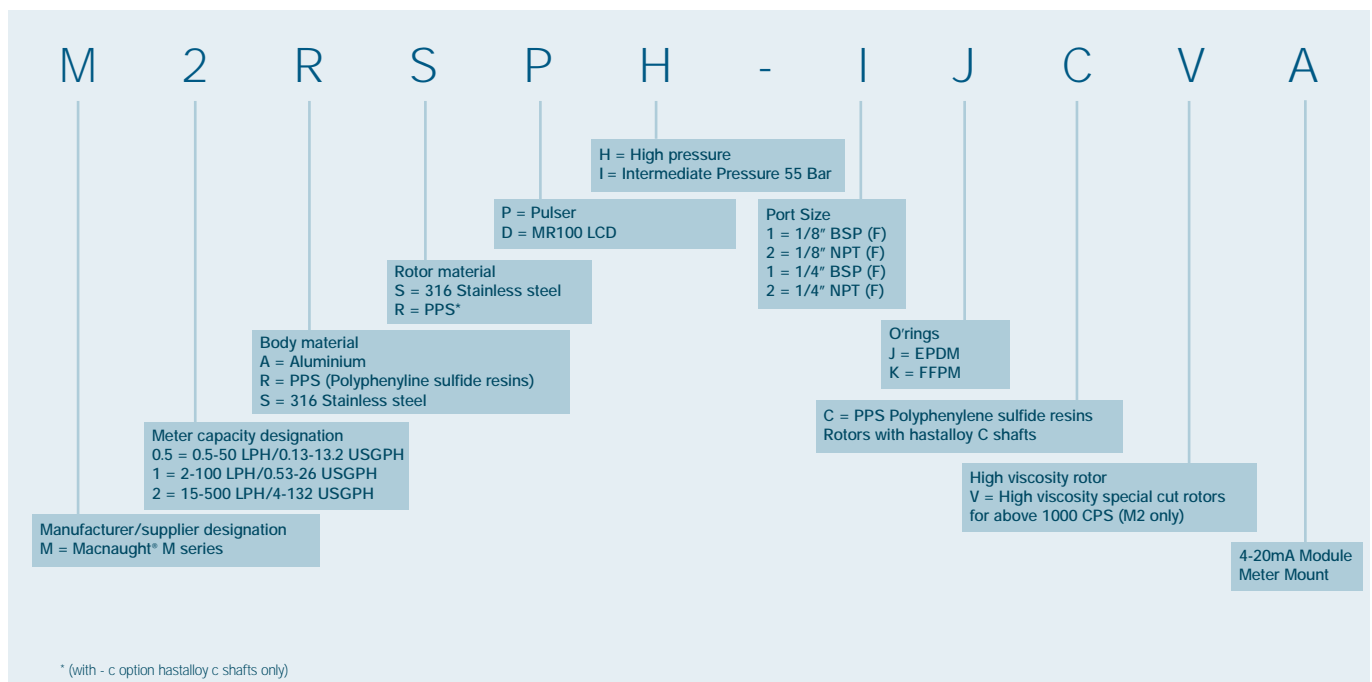 M 2 R S P H - I J C V A
H = High pressure
I = Intermediate Pressure 55 Bar
P = Pulser
D = MR100 LCD
Port Size
1 = 1/8" BSP (F)
2 = 1/8" NPT (F)
1 = 1/4" BSP (F)
2 = 1/4" NPT (F)
Rotor material
S = 316 Stainless steel
R = PPS*
O'rings
J = EPDM
K = FFPM
Body material
A = Aluminium
R = PPS (Polyphenyline sulfide resins)
S = 316 Stainless steel
C = PPS Polyphenylene sulfide resins
Rotors with hastalloy C shafts
Meter capacity designation
0.5 = 0.5-50 LPH/0.13-13.2 USGPH
1 = 2-100 LPH/0.53-26 USGPH
2 = 15-500 LPH/4-132 USGPH
High viscosity rotor
V = High viscosity special cut rotors
for above 1000 CPS (M2 only)
Manufacturer/supplier designation
M = Macnaught® M series
4-20mA Module
Meter Mount
* (with - c option hastalloy c shafts only)